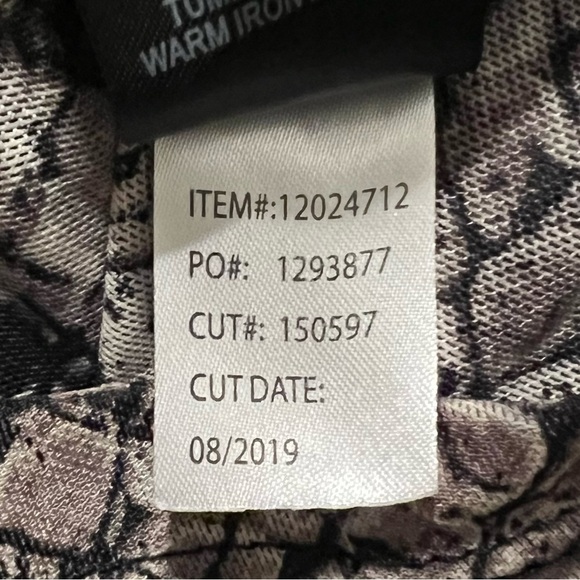 WARM IRON
ITEM#:12024712
PO#: 1293877
CUT#: 150597
CUT DATE:
08/2019